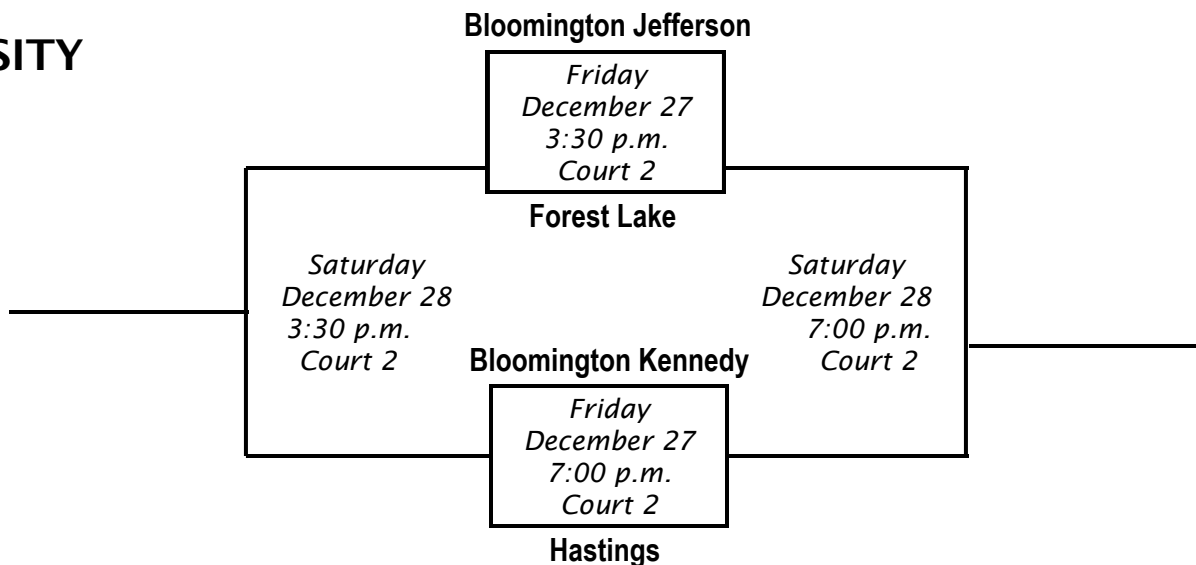 Bloomington Jefferson
SITY
Friday
December 27
3:30 p.m.
Court 2
Forest Lake
Saturday
December 28
3:30 p.m.
Court 2
Saturday
December 28
7:00 p.m.
Court 2
Bloomington Kennedy
Friday
December 27
7:00 p.m.
Court 2
Hastings